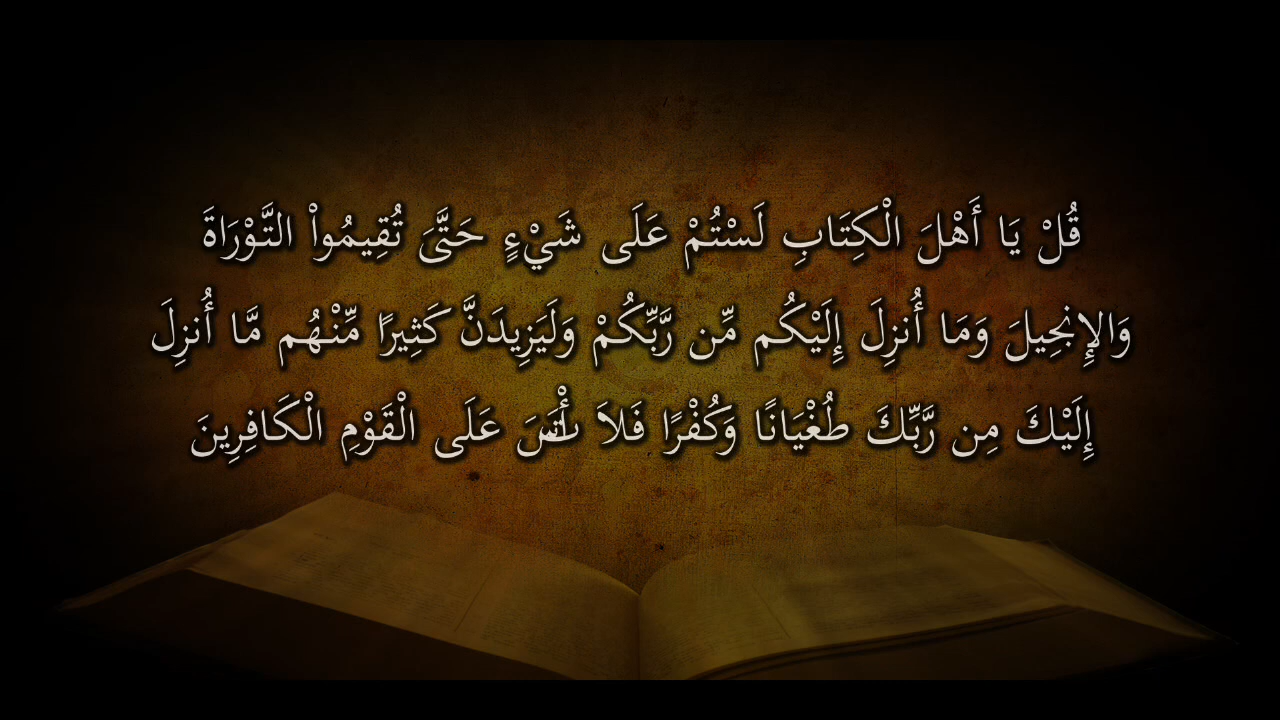 قُلْ يَا أَهْلَ الْكِتَابِ لَسْتُمْ عَلَى شَيْءٍ حَتَّىَ تُقِيمُواْ التَّوْرَاةَ
وَالإِنجِيلَ وَمَا أُنزِلَ إِلَيْكُم مِّن رَّبِّكُمْ وَلَيَزِيدَنَّ كَثِيرًا مِّنْهُم مَّا أُنزِلَ
إِلَيْكَ مِن رَّبِّكَ طُغْيَانًا وَكُفْرًا فَلاَ تَأْسَ عَلَى الْقَوْمِ الْكَافِرِينَ